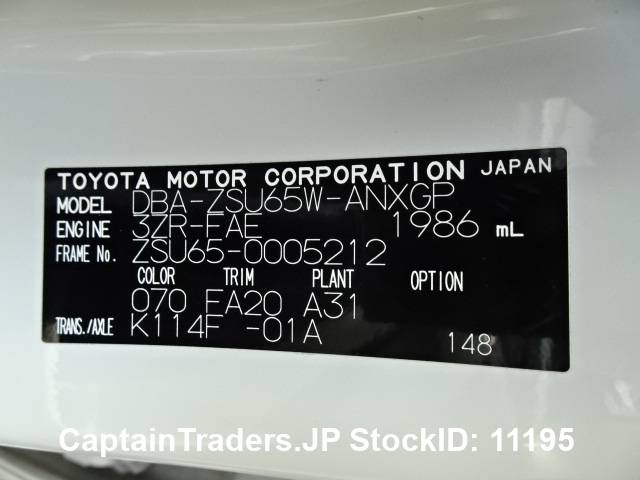 TOYOTA MOTOR CORPORATION JAPAN
MODEL DBA-ZSU65W-ANXGP
ENGINE 3ZR-FAE 1986 mL
FRAME No. ZSU65-0005212
COLOR TRIM PLANT OPTION
070 FA20 A31
TRANS./AXLE K114F -01A
148
CaptainTraders.JP StockID: 11195